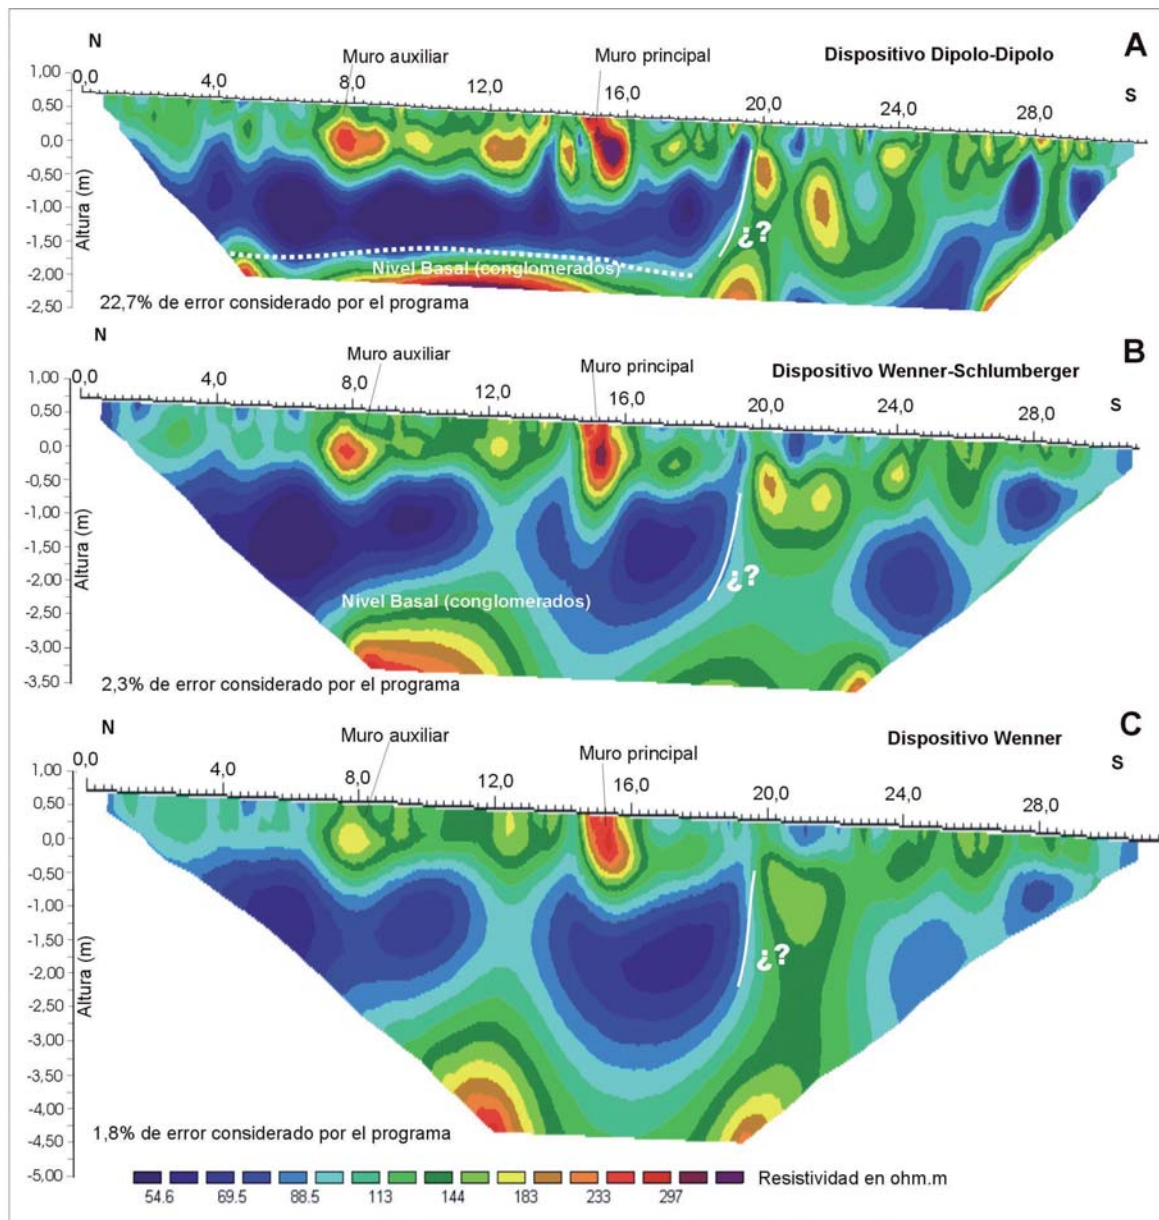 A
N
Muro auxiliar
Muro principal
Dispositivo Dipolo-Dipolo
S
0,0
4,0
8,0
12,0
16,0
20,0
24,0
28,0
1,00
0,50
0,0
-0,50
-1,00
-1,50
-2,00
-2,50
Altura (m)
¿?
Nivel Basal (conglomerados)
22,7% de error considerado por el programa
B
N
Muro auxiliar
Muro principal
Dispositivo Wenner-Schlumberger
S
0,0
4,0
8,0
12,0
16,0
20,0
24,0
28,0
1,00
0,50
0,0
-0,50
-1,00
-1,50
-2,00
-2,50
-3,00
-3,50
Altura (m)
¿?
Nivel Basal (conglomerados)
2,3% de error considerado por el programa
C
N
Muro auxiliar
Muro principal
Dispositivo Wenner
S
0,0
4,0
8,0
12,0
16,0
20,0
24,0
28,0
1,00
0,50
0,0
-0,50
-1,00
-1,50
-2,00
-2,50
-3,00
-3,50
-4,00
-4,50
-5,00
Altura (m)
¿?
1,8% de error considerado por el programa
Resistividad en ohm.m
54.6
69.5
88.5
113
144
183
233
297